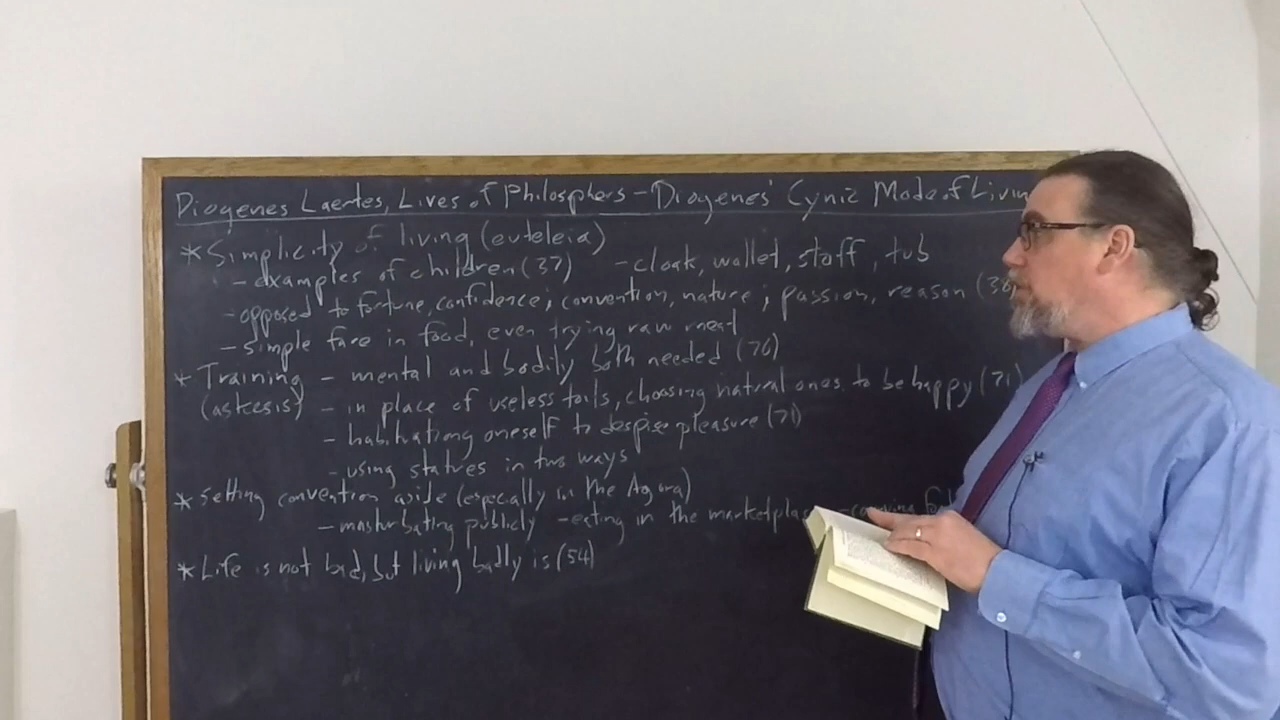 Diogenes Laertes, Lives of Philosophers - Diogenes' Cynic Mode of Living
* Simplicity of living (euteleia)
- examples of children (37) - cloak, wallet, staff, tub
- opposed to fortune, confidence; convention, nature; passion, reason (38
- simple fare in food, even trying raw meat
* Training - mental and bodily both needed (70)
(askesis) - in place of useless toils, choosing natural ones to be happy (71)
- habituating oneself to despise pleasure (71)
- using statues in two ways
* Setting convention aside (especially in the Agora)
- masturbating publicly - eating in the marketplace - carrying
* Life is not bad, but living badly is (54)